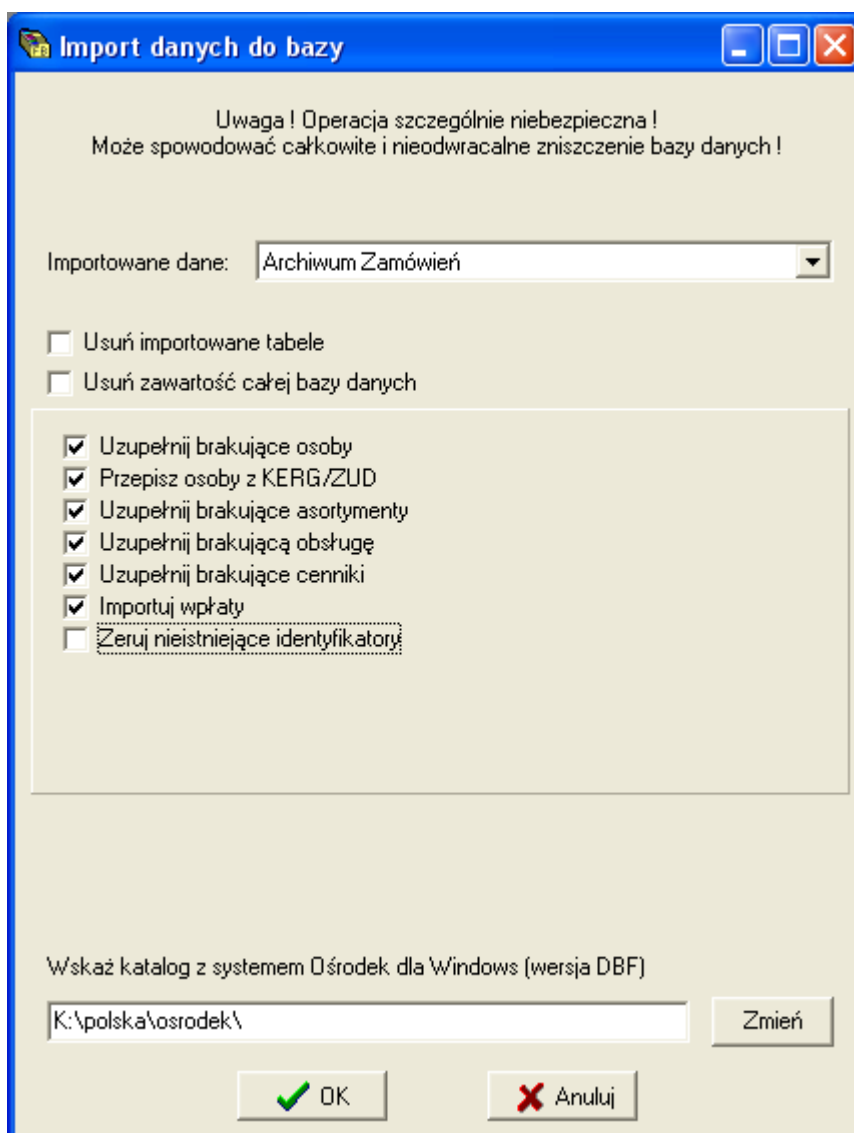 Import danych do bazy
Uwaga ! Operacja szczególnie niebezpieczna !
Może spowodować całkowite i nieodwracalne zniszczenie bazy danych !
Importowane dane: Archiwum Zamówień
Usuń importowane tabele
Usuń zawartość całej bazy danych
Uzupełnij brakujące osoby
Przepisz osoby z KERG/ZUD
Uzupełnij brakujące asortymenty
Uzupełnij brakującą obsługę
Uzupełnij brakujące cenniki
Importuj wpłaty
Zeruj nieistniejące identyfikatory
Wskaż katalog z systemem Ośrodek dla Windows (wersja DBF)
K:\polska\osrodek\ Zmień
OK Anuluj